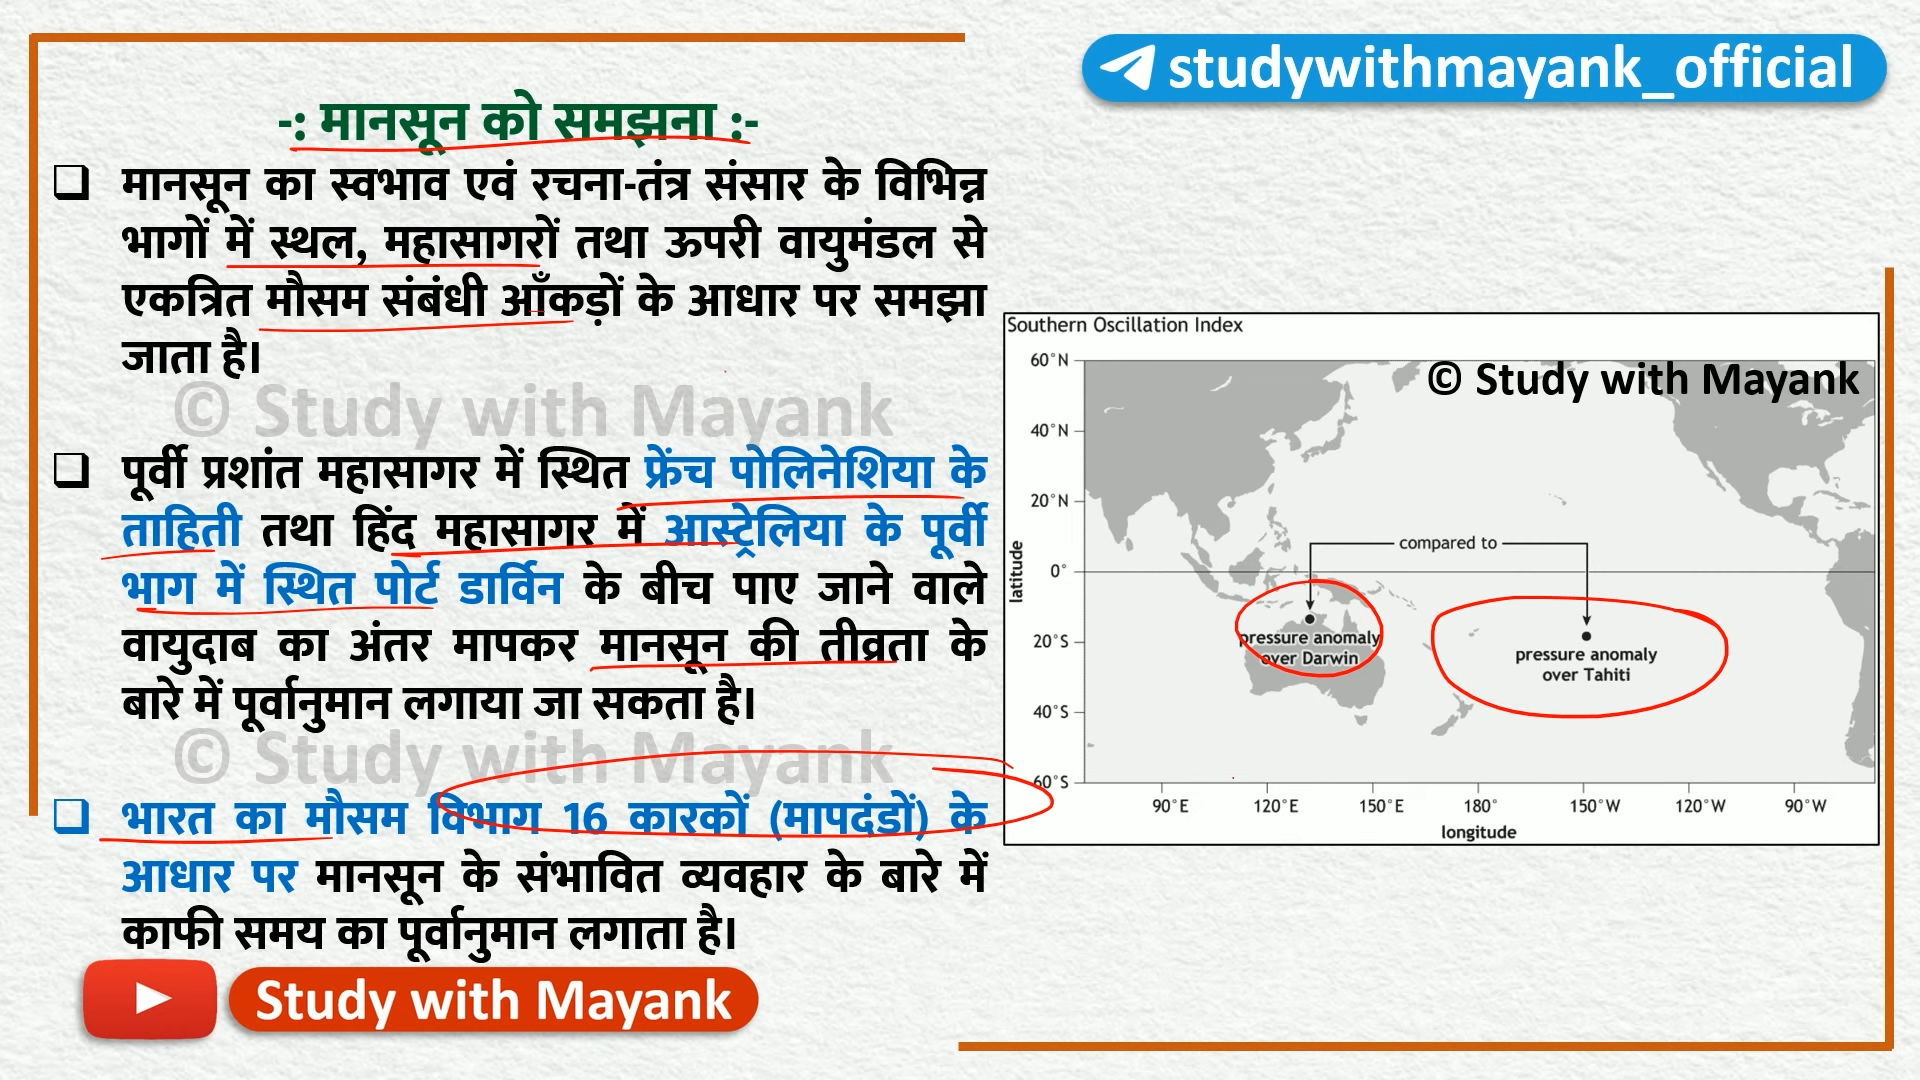 studywithmayank_official
-: मानसून को समझना :-
मानसून का स्वभाव एवं रचना-तंत्र संसार के विभिन्न
भागों में स्थल, महासागरों तथा ऊपरी वायुमंडल से
एकत्रित मौसम संबंधी आँकड़ों के आधार पर समझा
जाता है।
© Study with Mayank
पूर्वी प्रशांत महासागर में स्थित फ्रेंच पोलिनेशिया के
ताहिती तथा हिंद महासागर में आस्ट्रेलिया के पूर्वी
भाग में स्थित पोर्ट डार्विन के बीच पाए जाने वाले
वायुदाब का अंतर मापकर मानसून की तीव्रता के
बारे में पूर्वानुमान लगाया जा सकता है।
© Study with Mayank
भारत का मौसम विभाग 16 कारकों (मापदंडों) के
आधार पर मानसून के संभावित व्यवहार के बारे में
काफी समय का पूर्वानुमान लगाता है।
Study with Mayank
Southern Oscillation Index
© Study with Mayank
60°N
40°N
20°N
0°
20°S
40°S
60°S
latitude
compared to
pressure anomaly
over Darwin
pressure anomaly
over Tahiti
90°E 120°E 150°E 180° 150°W 120°W 90°W
longitude